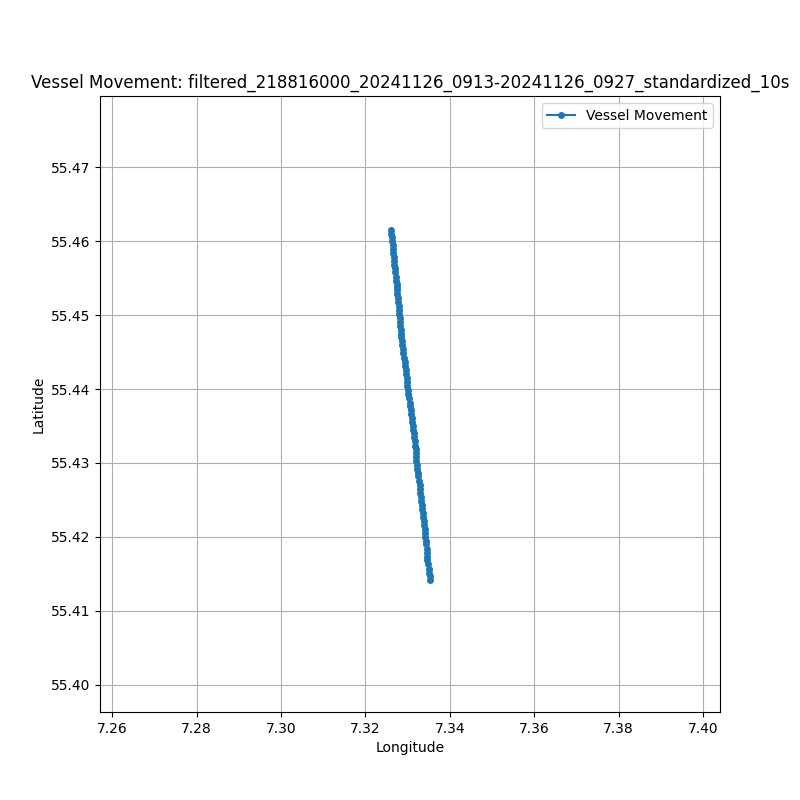 Vessel Movement: filtered_218816000_20241126_0913-20241126_0927_standardized_10s
Vessel Movement
55.47
55.46
55.45
55.44
55.43
55.42
55.41
55.40
Latitude
7.26 7.28 7.30 7.32 7.34 7.36 7.38 7.40
Longitude